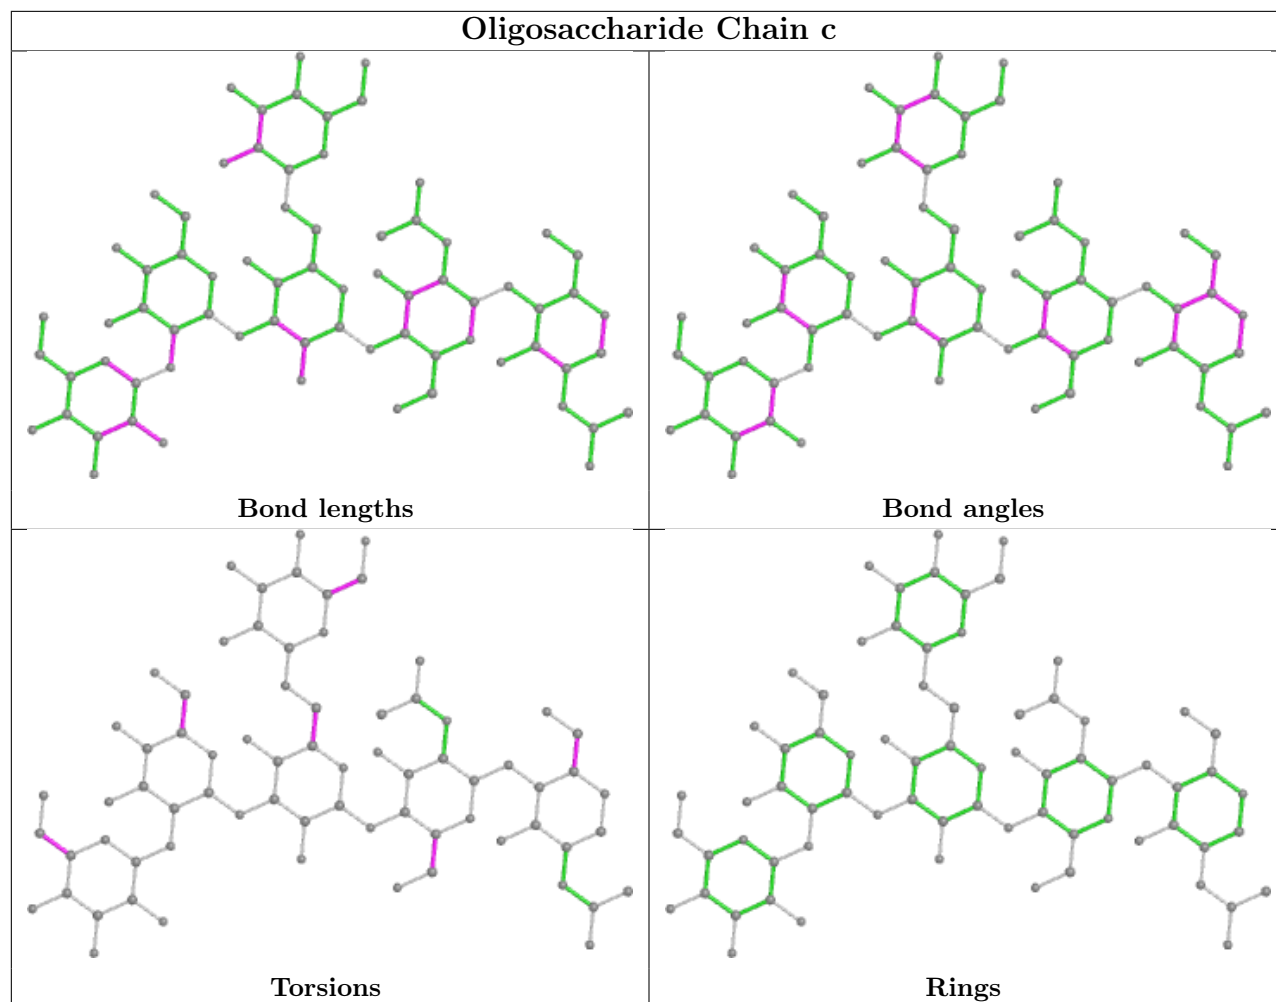 Oligosaccharide Chain c
Bond lengths
Bond angles
Torsions
Rings